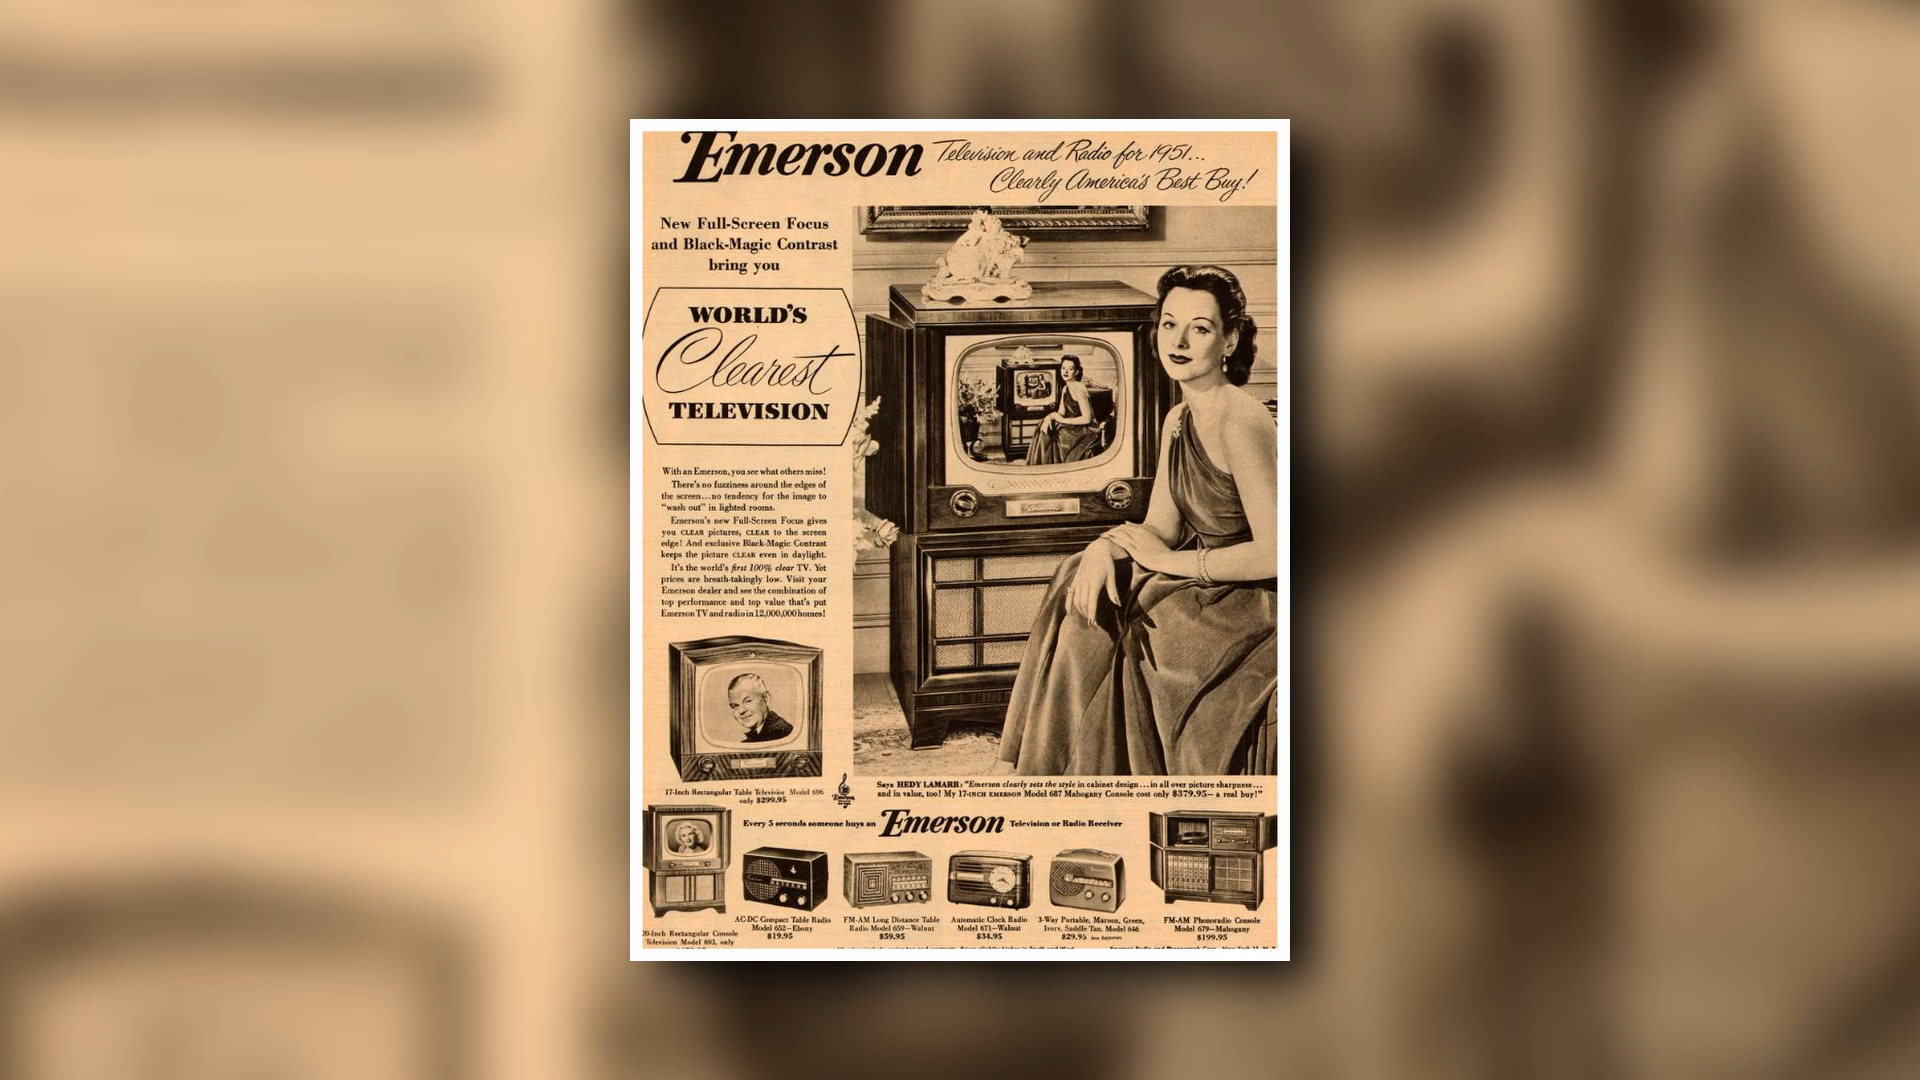 Emerson
Television and Radio for 1951...
Clearly America's Best Buy!
New Full-Screen Focus
and Black-Magic Contrast
bring you
WORLD'S
Clearest
TELEVISION
With an Emerson, you see what others miss!
There's no fuzziness around the edges of
the screen...no tendency for the image to
"wash out" in lighted rooms.
Emerson's new Full-Screen Focus gives
you CLEAR pictures, CLEAR to the screen
edge! And exclusive Black-Magic Contrast
keeps the picture CLEAR even in daylight.
It's the world's first 100% clear TV. Yet
prices are breath-takingly low. Visit your
Emerson dealer and see the combination of
top performance and top value that's put
Emerson TV and radio in 12,000,000 homes!
17-Inch Rectangular Table Television Model 696
only $299.95
Says HEDY LAMARR: "Emerson clearly sets the style in cabinet design...in all over picture sharpness...
and in value, too! My 17-INCH EMERSON Model 687 Mahogany Console cost only $379.95— a real buy!"
Every 5 seconds someone buys an Emerson Television or Radio Receiver
20-Inch Rectangular Console
Television Model 693, only
AC-DC Compact Table Radio
Model 652—Ebony
$19.95
FM-AM Long Distance Table
Radio Model 659—Walnut
$59.95
Automatic Clock Radio
Model 671—Walnut
$34.95
3-Way Portable, Maroon, Green,
Ivory, Saddle Tan. Model 646
$29.95 less batteries
FM-AM Phonoradio Console
Model 679—Mahogany
$199.95